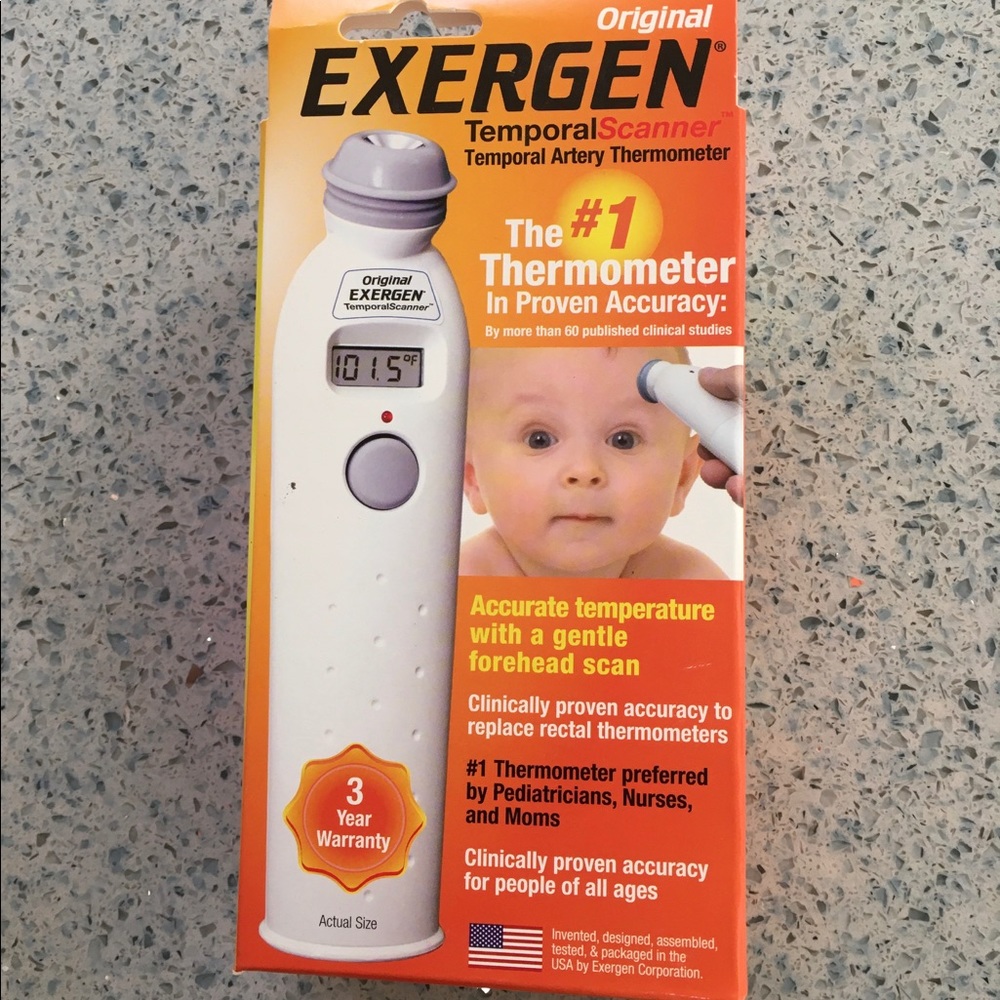 Original
EXERGEN®
TemporalScanner™
Temporal Artery Thermometer
The #1
Thermometer
In Proven Accuracy:
By more than 60 published clinical studies
Original
EXERGEN
TemporalScanner™
101.5°F
Accurate temperature
with a gentle
forehead scan
Clinically proven accuracy to
replace rectal thermometers
#1 Thermometer preferred
by Pediatricians, Nurses,
and Moms
Clinically proven accuracy
for people of all ages
3
Year
Warranty
Actual Size
Invented, designed, assembled,
tested, & packaged in the
USA by Exergen Corporation.